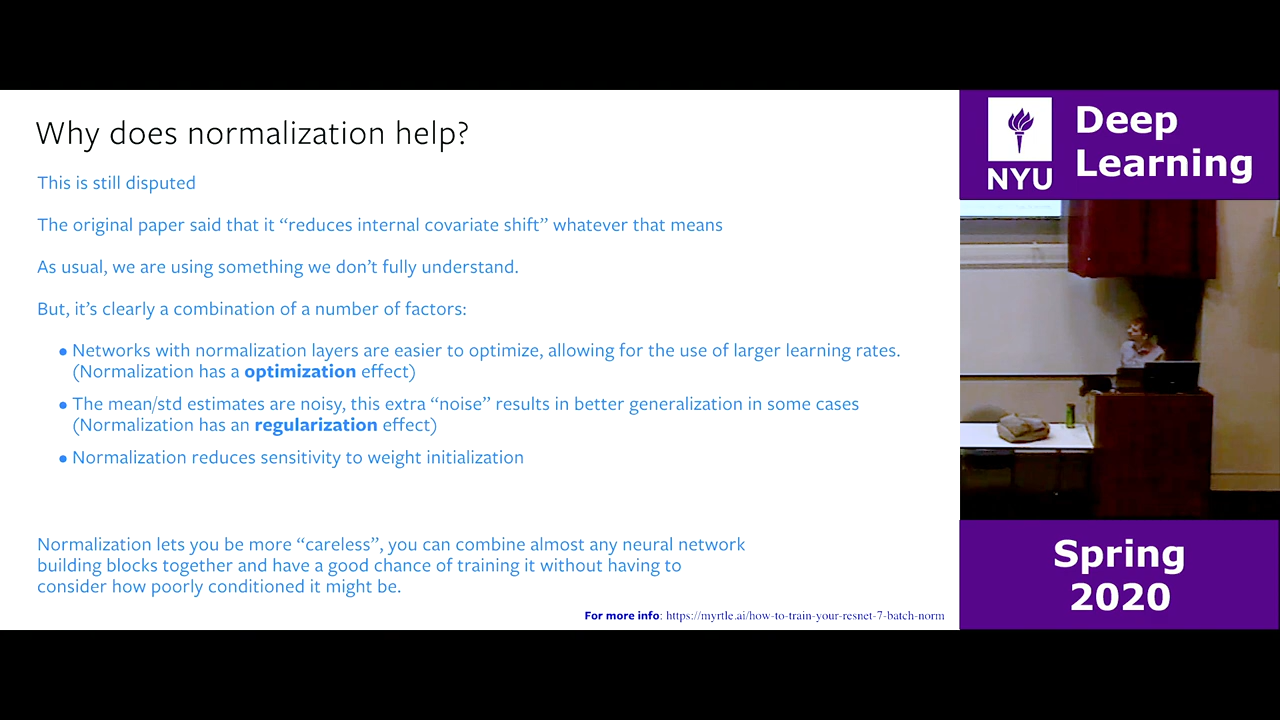 Why does normalization help?
This is still disputed
The original paper said that it “reduces internal covariate shift” whatever that means
As usual, we are using something we don’t fully understand.
But, it’s clearly a combination of a number of factors:
● Networks with normalization layers are easier to optimize, allowing for the use of larger learning rates.
(Normalization has a optimization effect)
● The mean/std estimates are noisy, this extra “noise” results in better generalization in some cases
(Normalization has an regularization effect)
● Normalization reduces sensitivity to weight initialization
Normalization lets you be more “careless”, you can combine almost any neural network
building blocks together and have a good chance of training it without having to
consider how poorly conditioned it might be.
For more info: https://myrtle.ai/how-to-train-your-resnet-7-batch-norm
NYU
Deep
Learning
Spring
2020